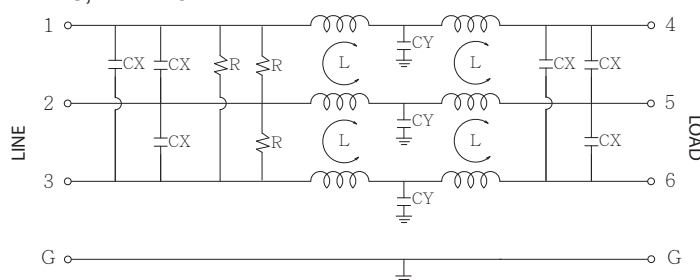 1 4
CY
CX CX R R L L CX CX
2 5
CY
LINE CX R L L CX LOAD
3 6
CY
G G